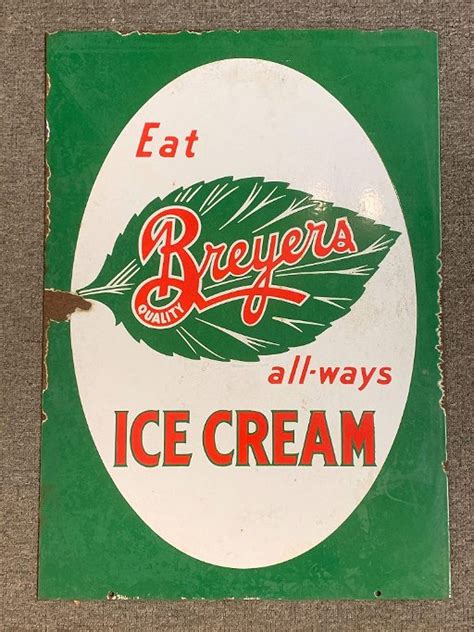 Eat
Breyers
QUALITY
all-ways
ICE CREAM